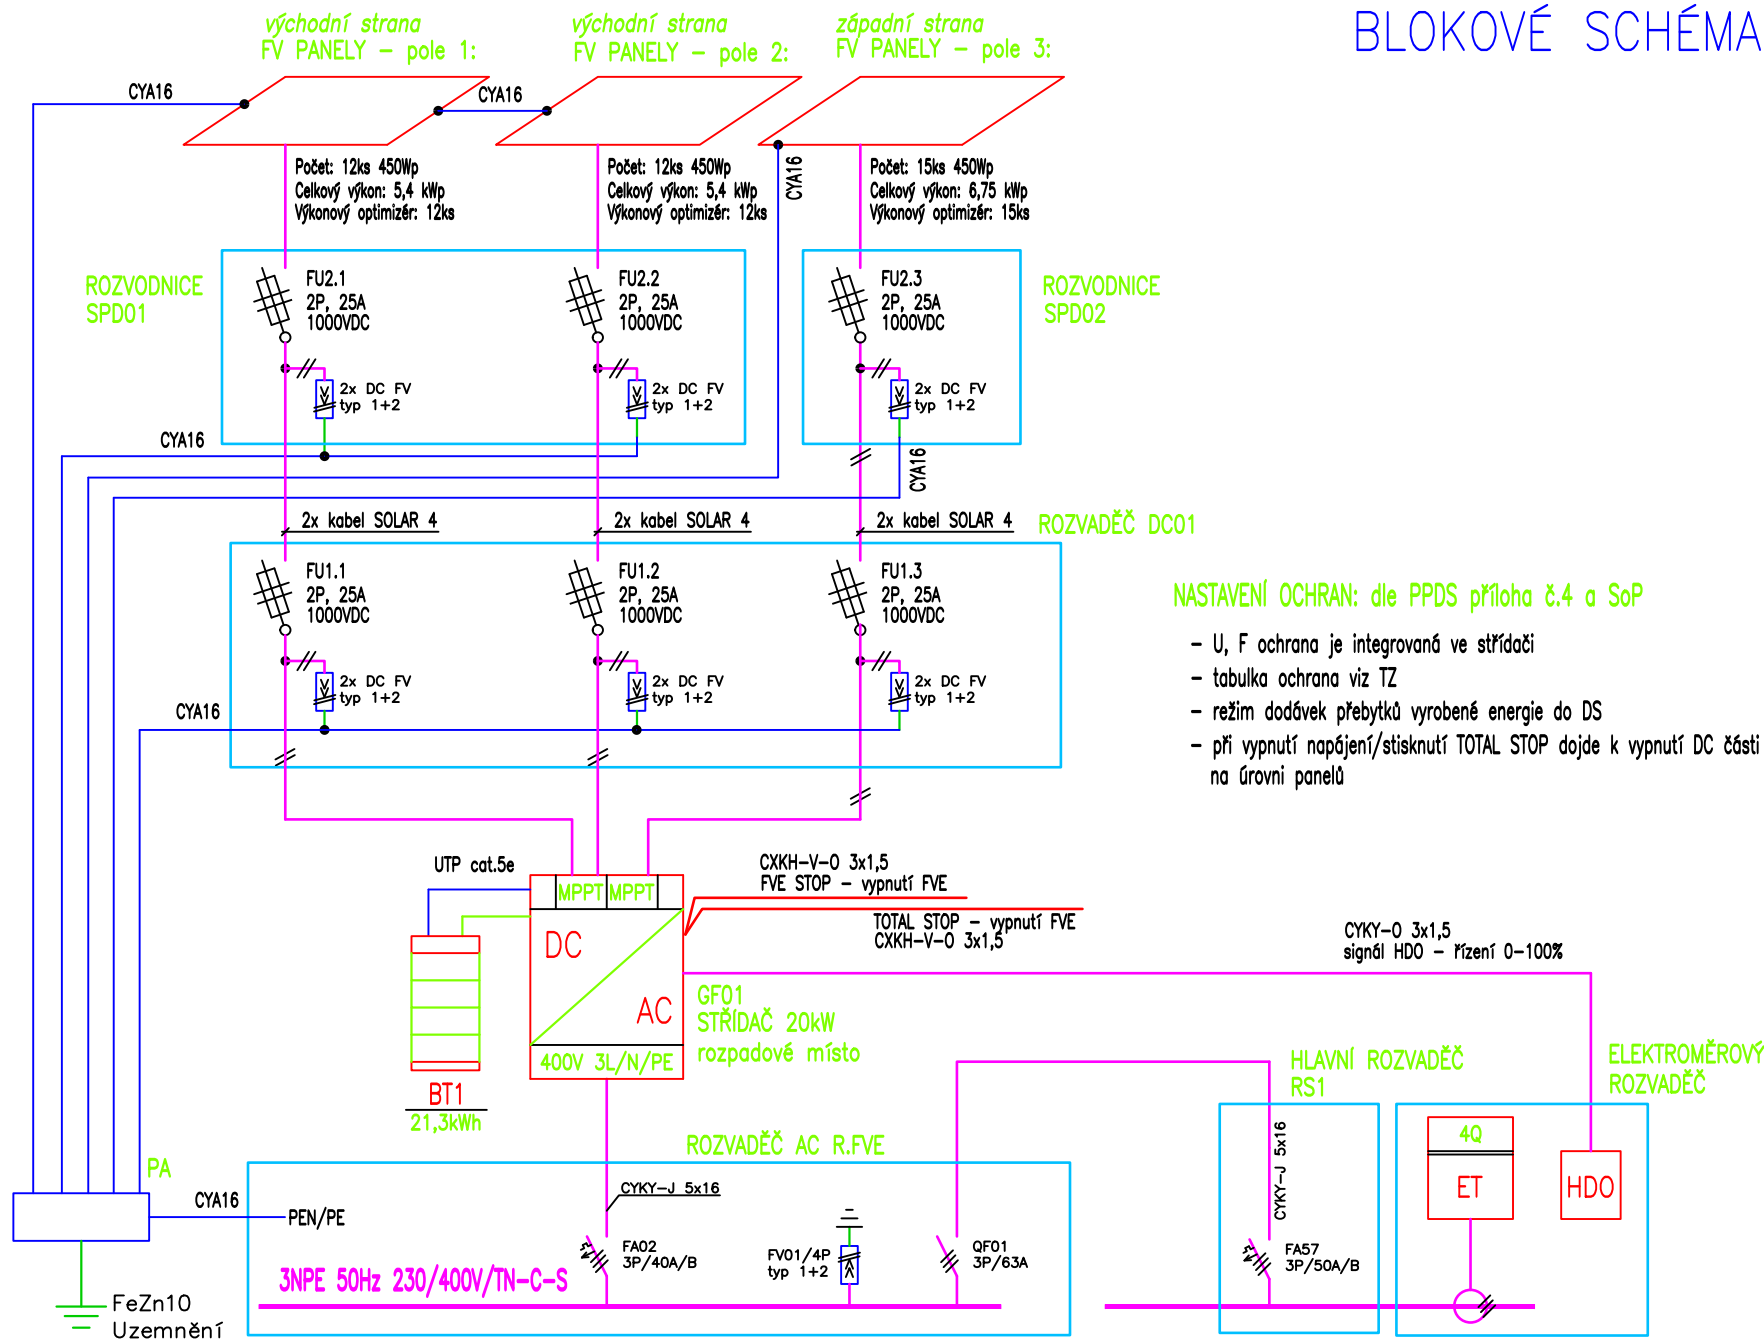 BLOKOVÉ SCHÉMA
východní strana
FV PANELY – pole 1:
východní strana
FV PANELY – pole 2:
západní strana
FV PANELY – pole 3:
CYA16
CYA16
CYA16
Počet: 12ks 450Wp
Celkový výkon: 5,4 kWp
Výkonový optimizér: 12ks
Počet: 12ks 450Wp
Celkový výkon: 5,4 kWp
Výkonový optimizér: 12ks
Počet: 15ks 450Wp
Celkový výkon: 6,75 kWp
Výkonový optimizér: 15ks
ROZVODNICE
SPD01
FU2.1
2P, 25A
1000VDC
FU2.2
2P, 25A
1000VDC
FU2.3
2P, 25A
1000VDC
ROZVODNICE
SPD02
2x DC FV
typ 1+2
2x DC FV
typ 1+2
2x DC FV
typ 1+2
CYA16
CYA16
2x kabel SOLAR 4
2x kabel SOLAR 4
2x kabel SOLAR 4
ROZVADĚČ DC01
FU1.1
2P, 25A
1000VDC
FU1.2
2P, 25A
1000VDC
FU1.3
2P, 25A
1000VDC
2x DC FV
typ 1+2
2x DC FV
typ 1+2
2x DC FV
typ 1+2
CYA16
NASTAVENÍ OCHRAN: dle PPDS příloha č.4 a SoP
– U, F ochrana je integrovaná ve střídači
– tabulka ochrana viz TZ
– režim dodávek přebytků vyrobené energie do DS
– při vypnutí napájení/stisknutí TOTAL STOP dojde k vypnutí DC části
na úrovni panelů
UTP cat.5e
MPPT
MPPT
DC
AC
400V 3L/N/PE
CXKH–V–O 3x1,5
FVE STOP – vypnutí FVE
TOTAL STOP – vypnutí FVE
CXKH–V–O 3x1,5
CYKY–O 3x1,5
signál HDO – řízení 0–100%
GF01
STŘÍDAČ 20kW
rozpadové místo
BT1
21,3kWh
HLAVNÍ ROZVADĚČ
RS1
ELEKTROMĚROVÝ
ROZVADĚČ
ROZVADĚČ AC R.FVE
PA
CYA16
PEN/PE
CYKY–J 5x16
FA02
3P/40A/B
FV01/4P
typ 1+2
QF01
3P/63A
CYKY–J 5x16
FA57
3P/50A/B
4Q
ET
HDO
3NPE 50Hz 230/400V/TN–C–S
FeZn10
Uzemnění